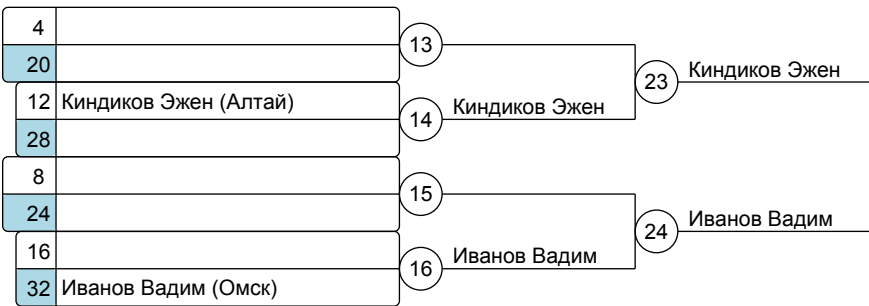 4
13
20
Киндиков Эжен
23
12 Киндиков Эжен (Алтай)
Киндиков Эжен
14
28
8
15
24
Иванов Вадим
24
16
Иванов Вадим
16
32 Иванов Вадим (Омск)